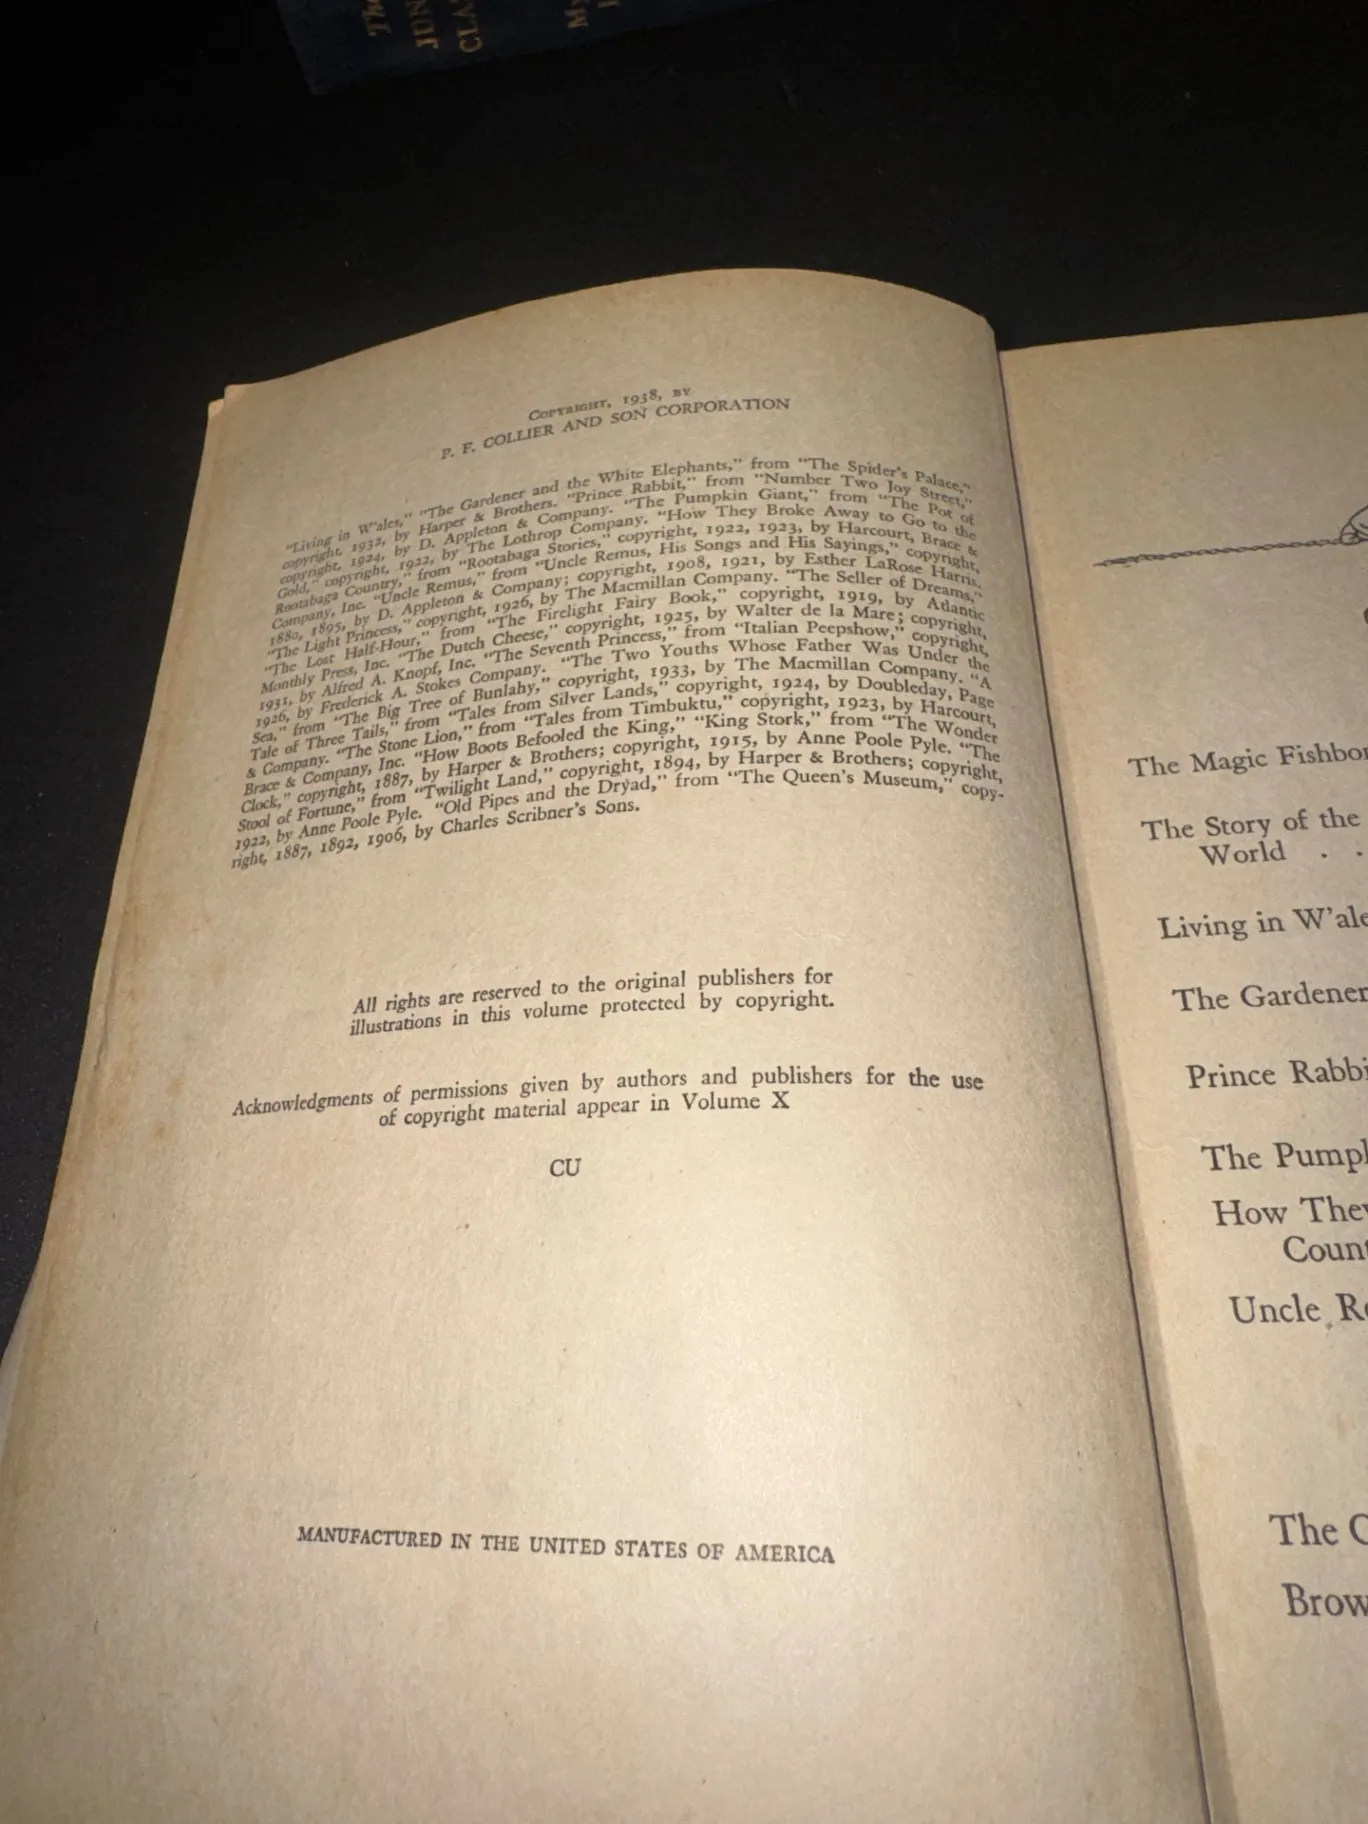 The
JUN
CLA
My
COPYRIGHT, 1938, BY
P. F. COLLIER AND SON CORPORATION
"Living in W'ales," "The Gardener and the White Elephants," from "The Spider's Palace,"
copyright, 1932, by Harper & Brothers. "Prince Rabbit," from "Number Two Joy Street,"
copyright, 1924, by D. Appleton & Company. "The Pumpkin Giant," from "The Pot of
Gold," copyright, 1922, by The Lothrop Company. "How They Broke Away to Go to the
Rootabaga Country," from "Rootabaga Stories," copyright, 1922, 1923, by Harcourt, Brace &
Company, Inc. "Uncle Remus," from "Uncle Remus, His Songs and His Sayings," copyright,
1880, 1895, by D. Appleton & Company; copyright, 1908, 1921, by Esther LaRose Harris.
"The Light Princess," copyright, 1926, by The Macmillan Company. "The Seller of Dreams,"
"The Lost Half-Hour," from "The Firelight Fairy Book," copyright, 1919, by Atlantic
Monthly Press, Inc. "The Dutch Cheese," copyright, 1925, by Walter de la Mare; copyright,
1931, by Alfred A. Knopf, Inc. "The Seventh Princess," from "Italian Peepshow," copyright,
1926, by Frederick A. Stokes Company. "The Two Youths Whose Father Was Under the
Sea," from "The Big Tree of Bunlahy," copyright, 1933, by The Macmillan Company. "A
Tale of Three Tails," from "Tales from Silver Lands," copyright, 1924, by Doubleday, Page
& Company. "The Stone Lion," from "Tales from Timbuktu," copyright, 1923, by Harcourt,
Brace & Company, Inc. "How Boots Befooled the King," "King Stork," from "The Wonder
Clock," copyright, 1887, by Harper & Brothers; copyright, 1915, by Anne Poole Pyle. "The
Stool of Fortune," from "Twilight Land," copyright, 1894, by Harper & Brothers; copyright,
1922, by Anne Poole Pyle. "Old Pipes and the Dryad," from "The Queen's Museum," copy-
right, 1887, 1892, 1906, by Charles Scribner's Sons.
All rights are reserved to the original publishers for
illustrations in this volume protected by copyright.
Acknowledgments of permissions given by authors and publishers for the use
of copyright material appear in Volume X
CU
MANUFACTURED IN THE UNITED STATES OF AMERICA
The Magic Fishbo
The Story of the
World . .
Living in W'ale
The Gardener
Prince Rabbi
The Pump
How They
Count
Uncle Re
The
Brow